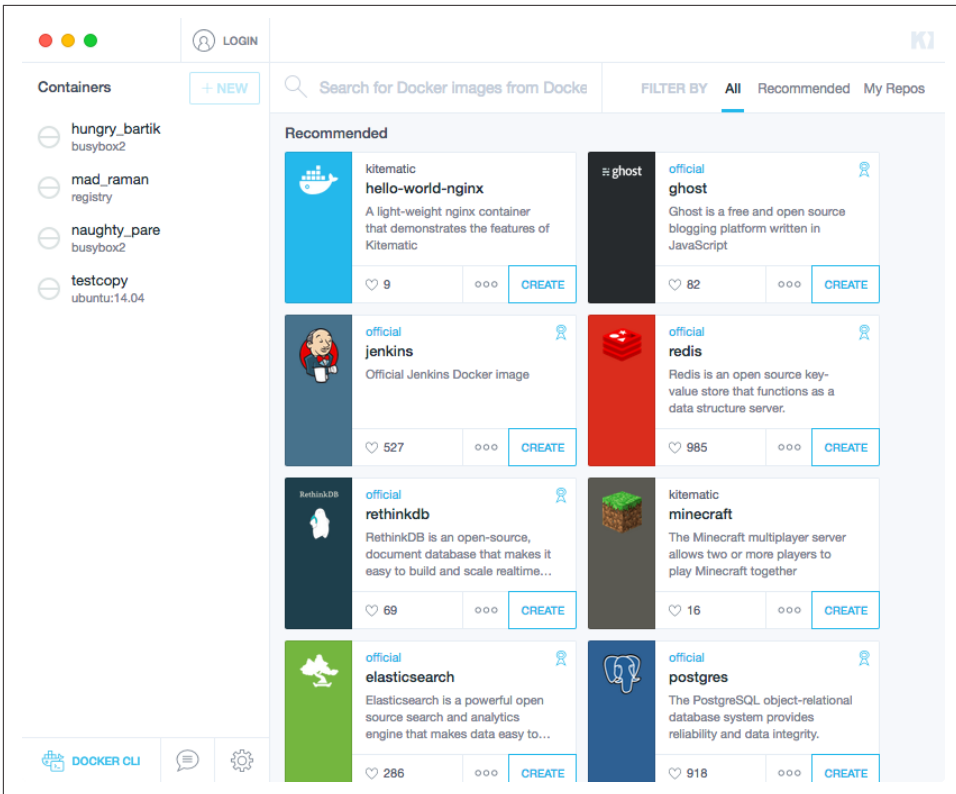 LOGIN
Containers
+ NEW
Search for Docker images from Docke
FILTER BY All Recommended My Repos
hungry_bartik
busybox2
mad_raman
registry
naughty_pare
busybox2
testcopy
ubuntu:14.04
Recommended
kitematic
hello-world-nginx
A light-weight nginx container
that demonstrates the features of
Kitematic
9
CREATE
ghost
official
ghost
Ghost is a free and open source
blogging platform written in
JavaScript
82
CREATE
official
jenkins
Official Jenkins Docker image
527
CREATE
official
redis
Redis is an open source key-
value store that functions as a
data structure server.
985
CREATE
RethinkDB
official
rethinkdb
RethinkDB is an open-source,
document database that makes it
easy to build and scale realtime...
69
CREATE
kitematic
minecraft
The Minecraft multiplayer server
allows two or more players to
play Minecraft together
16
CREATE
official
elasticsearch
Elasticsearch is a powerful open
source search and analytics
engine that makes data easy to...
286
CREATE
official
postgres
The PostgreSQL object-relational
database system provides
reliability and data integrity.
918
CREATE
DOCKER CLI